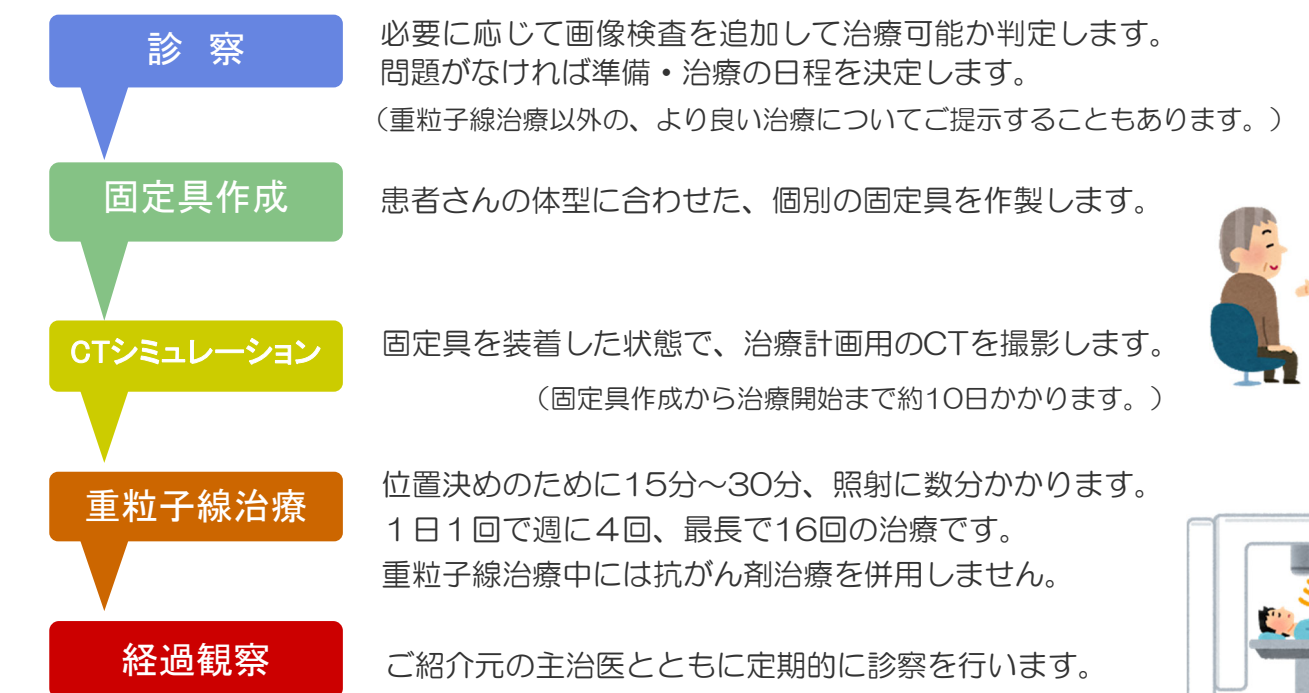 診 察
必要に応じて画像検査を追加して治療可能か判定します。
問題がなければ準備・治療の日程を決定します。
（重粒子線治療以外の、より良い治療についてご提示することもあります。）
固定具作成
患者さんの体型に合わせた、個別の固定具を作製します。
CTシミュレーション
固定具を装着した状態で、治療計画用のCTを撮影します。
（固定具作成から治療開始まで約10日かかります。）
重粒子線治療
位置決めのために15分～30分、照射に数分かかります。
１日１回で週に４回、最長で16回の治療です。
重粒子線治療中には抗がん剤治療を併用しません。
経過観察
ご紹介元の主治医とともに定期的に診察を行います。